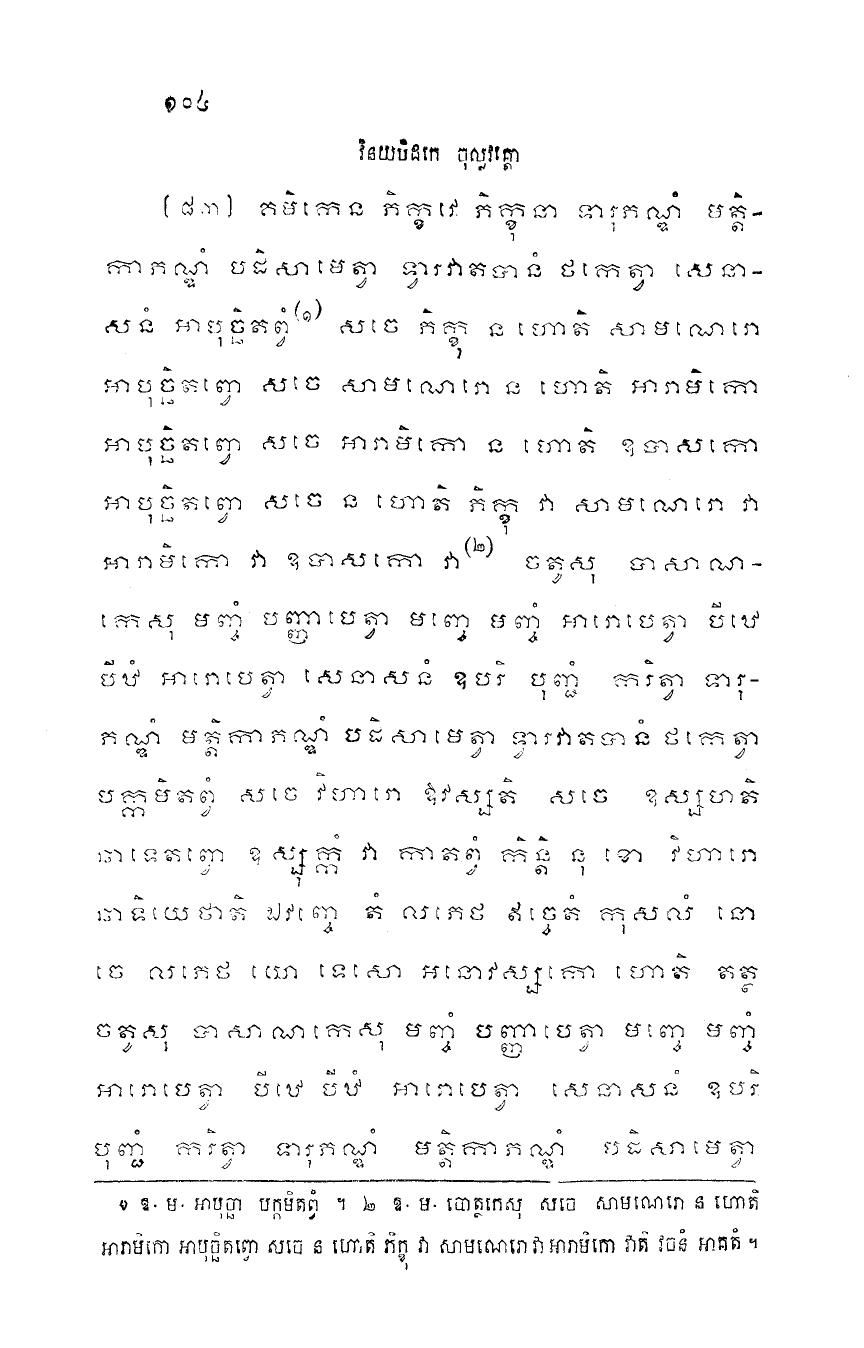 ១០៤
វិនយបិដកេ ចុល្លវគ្គោ
[៨៣] គមិកេន ភិក្ខវេ ភិក្ខុនា ទារុភណ្ឌំ មត្តិ-
កាភណ្ឌំ បដិសាមេត្វា ទ្វារវាតបានំ ថកេត្វា សេនា-
សនំ អាបុច្ឆិតព្វំ(១) សចេ ភិក្ខុ ន ហោតិ សាមណេរោ
អាបុច្ឆិតព្វោ សចេ សាមណេរោ ន ហោតិ អារាមិកោ
អាបុច្ឆិតព្វោ សចេ អារាមិកោ ន ហោតិ ឧបាសកោ
អាបុច្ឆិតព្វោ សចេ ន ហោតិ ភិក្ខុ វា សាមណេរោ វា
អារាមិកោ វា ឧបាសកោ វា(២) ចតូសុ បាសាណ-
កេសុ មញ្ចំ បញ្ញាបេត្វា មញ្ចេ មញ្ចំ អារោបេត្វា បីឋេ
បីឋំ អារោបេត្វា សេនាសនំ ឧបរិ បុញ្ជំ ករិត្វា ទារុ-
ភណ្ឌំ មត្តិកាភណ្ឌំ បដិសាមេត្វា ទ្វារវាតបានំ ថកេត្វា
បក្កមិតព្វំ សចេ វិហារោ ឱវស្សតិ សចេ ឧស្សហតិ
ឆាទេតព្វោ ឧស្សុក្កំ វា កាតព្វំ កិន្តិ នុ ខោ វិហារោ
ឆាទិយេថាតិ ឯវញ្ចេ តំ លភេថ ឥច្ចេតំ កុសលំ នោ
ចេ លភេថ យោ ទេសោ អនោវស្សកោ ហោតិ តត្ថ
ចតូសុ បាសាណកេសុ មញ្ចំ បញ្ញាបេត្វា មញ្ចេ មញ្ចំ
អារោបេត្វា បីឋេ បីឋំ អារោបេត្វា សេនាសនំ ឧបរិ
បុញ្ជំ ករិត្វា ទារុភណ្ឌំ មត្តិកាភណ្ឌំ បដិសាមេត្វា
១ ឱ. ម. អាបុច្ឆា បក្កមិតព្វំ ។ ២ ឱ. ម. បោត្ថកេសុ សចេ សាមណេរោ ន ហោតិ
អារាមិកោ អាបុច្ឆិតព្វោ សចេ ន ហោតិ ភិក្ខុ វា សាមណេរោ វា អារាមិកោ វាតិ វចនំ អាគតំ ។